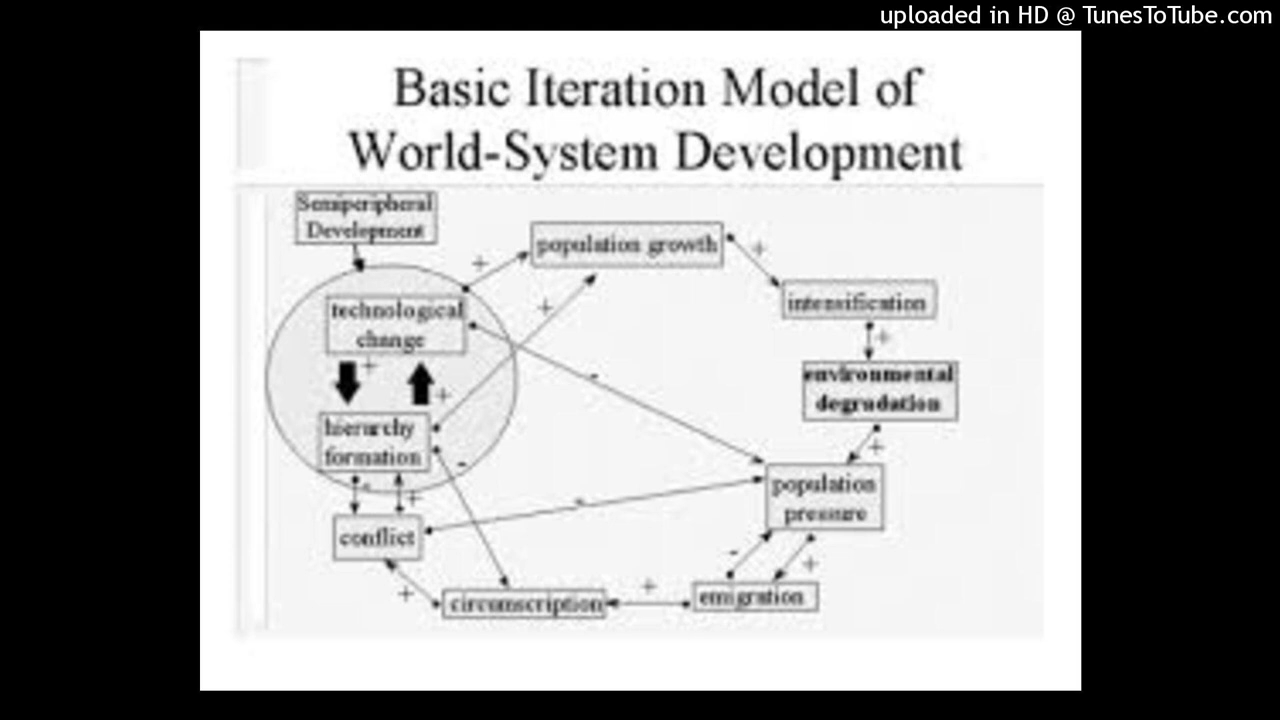 uploaded in HD @ TunesToTube.com
Basic Iteration Model of
World-System Development
Semiperipheral
Development
population growth
+
+
+
technological
change
intensification
+
+
+
-
environmental
degradation
hierarchy
formation
-
+
population
pressure
-
+
-
conflict
-
+
+
+
circumscription
emigration